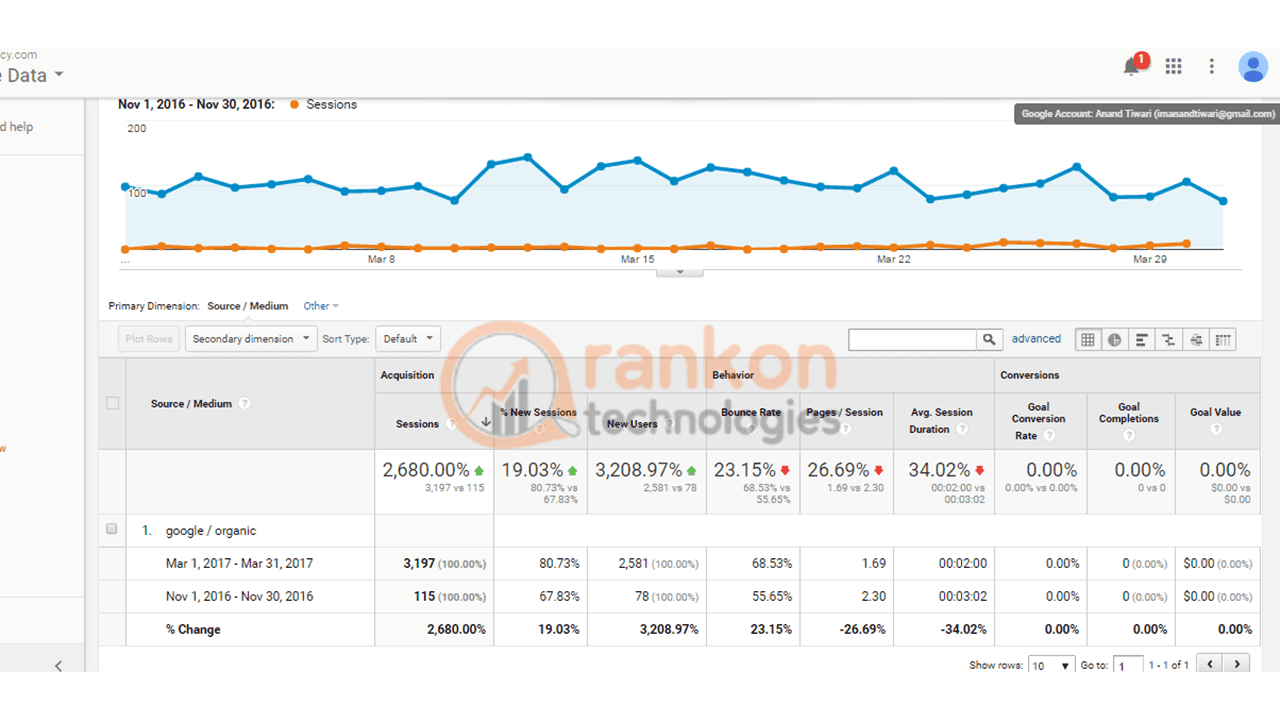 cy.com
e Data
1
Nov 1, 2016 - Nov 30, 2016: Sessions
Google Account: Anand Tiwari (imanandtiwari@gmail.com)
d help
200
100
... Mar 8 Mar 15 Mar 22 Mar 29
Primary Dimension: Source / Medium Other
Plot Rows Secondary dimension Sort Type: Default advanced
rankon
technologies
Acquisition Behavior Conversions
Source / Medium ? Sessions ? % New Sessions ? New Users ? Bounce Rate ? Pages / Session ? Avg. Session Duration ? Goal Conversion Rate ? Goal Completions ? Goal Value ?
w
2,680.00% 19.03% 3,208.97% 23.15% 26.69% 34.02% 0.00% 0.00% 0.00%
3,197 vs 115 80.73% vs 67.83% 2,581 vs 78 68.53% vs 55.65% 1.69 vs 2.30 00:02:00 vs 00:03:02 0.00% vs 0.00% 0 vs 0 $0.00 vs $0.00
1. google / organic
Mar 1, 2017 - Mar 31, 2017 3,197 (100.00%) 80.73% 2,581 (100.00%) 68.53% 1.69 00:02:00 0.00% 0 (0.00%) $0.00 (0.00%)
Nov 1, 2016 - Nov 30, 2016 115 (100.00%) 67.83% 78 (100.00%) 55.65% 2.30 00:03:02 0.00% 0 (0.00%) $0.00 (0.00%)
% Change 2,680.00% 19.03% 3,208.97% 23.15% -26.69% -34.02% 0.00% 0.00% 0.00%
Show rows: 10 Go to: 1 1 - 1 of 1